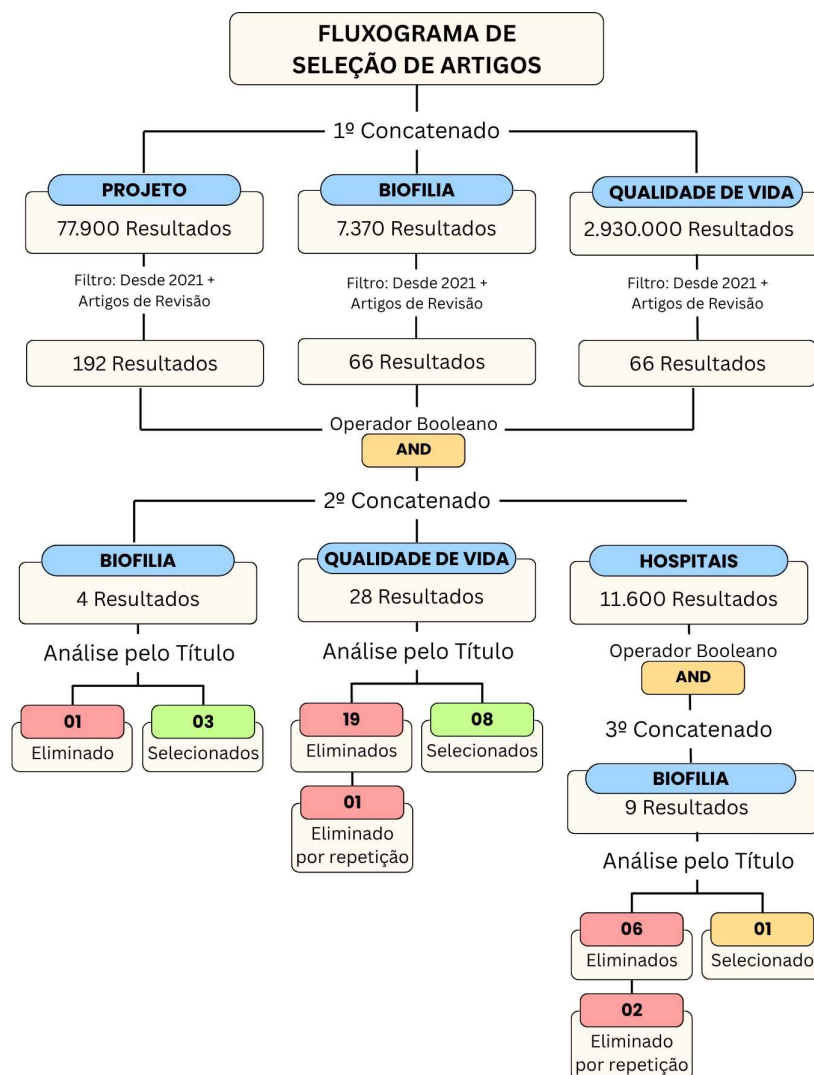 FLUXOGRAMA DE
SELEÇÃO DE ARTIGOS
1º Concatenado
PROJETO
77.900 Resultados
Filtro: Desde 2021 +
Artigos de Revisão
192 Resultados
BIOFILIA
7.370 Resultados
Filtro: Desde 2021 +
Artigos de Revisão
66 Resultados
QUALIDADE DE VIDA
2.930.000 Resultados
Filtro: Desde 2021 +
Artigos de Revisão
66 Resultados
Operador Booleano
AND
2º Concatenado
BIOFILIA
4 Resultados
Análise pelo Título
01
Eliminado
03
Selecionados
QUALIDADE DE VIDA
28 Resultados
Análise pelo Título
19
Eliminados
01
Eliminado
por repetição
08
Selecionados
HOSPITAIS
11.600 Resultados
Operador Booleano
AND
3º Concatenado
BIOFILIA
9 Resultados
Análise pelo Título
06
Eliminados
02
Eliminado
por repetição
01
Selecionado